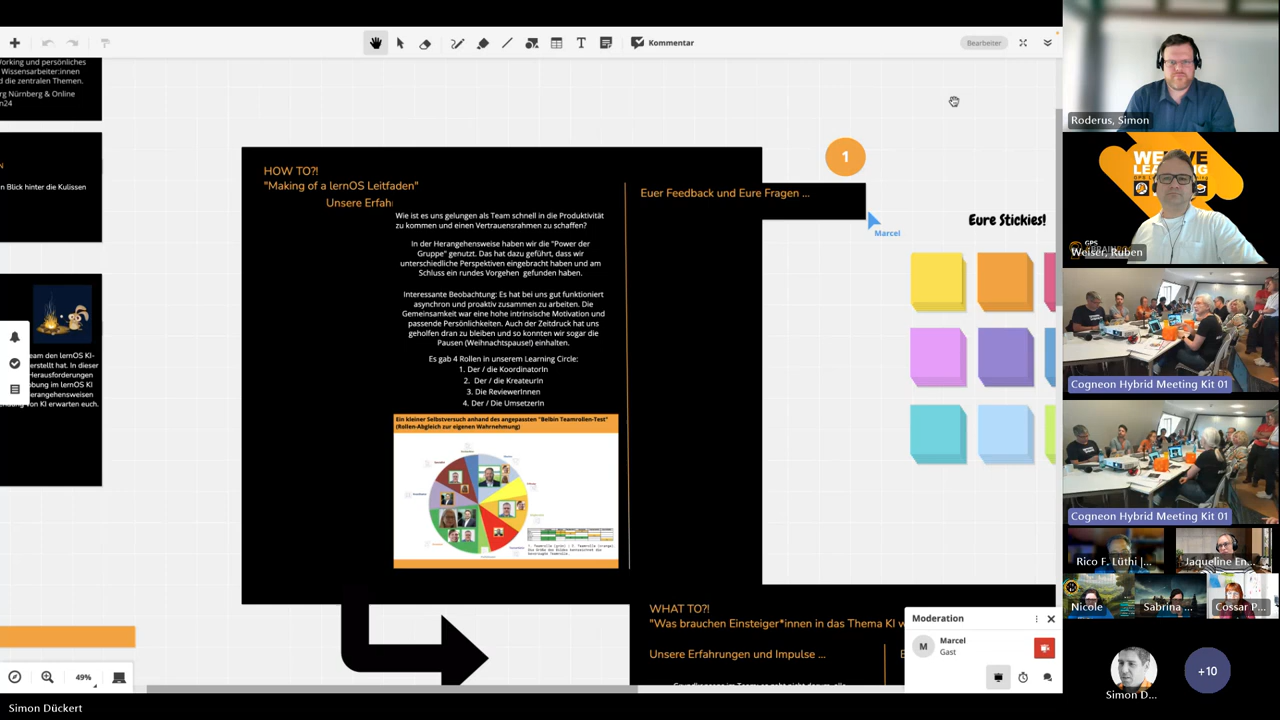 Kommentar
Bearbeiter
orking und persönliches
Wissensarbeiter:innen
d die zentralen Themen.
rg Nürnberg & Online
n24
N
n Blick hinter die Kulissen
eam den lernOS KI-
erstellt hat. In dieser
Herausforderungen
bung im lernOS KI
erangehensweisen
ndung von KI erwarten euch.
HOW TO?!
"Making of a lernOS Leitfaden"
Unsere Erfahr
Wie ist es uns gelungen als Team schnell in die Produktivität
zu kommen und einen Vertrauensrahmen zu schaffen?
In der Herangehensweise haben wir die "Power der
Gruppe" genutzt. Das hat dazu geführt, dass wir
unterschiedliche Perspektiven eingebracht haben und am
Schluss ein rundes Vorgehen gefunden haben.
Interessante Beobachtung: Es hat bei uns gut funktioniert
asynchron und proaktiv zusammen zu arbeiten. Die
Gemeinsamkeit war eine hohe intrinsische Motivation und
passende Persönlichkeiten. Auch der Zeitdruck hat uns
geholfen dran zu bleiben und so konnten wir sogar die
Pausen (Weihnachtspause!) einhalten.
Es gab 4 Rollen in unserem Learning Circle:
1. Der / die KoordinatorIn
2. Der / die KreateurIn
3. Die ReviewerInnen
4. Der / Die UmsetzerIn
Ein kleiner Selbstversuch anhand des angepassten "Belbin Teamrollen-Test"
(Rollen-Abgleich zur eigenen Wahrnehmung)
Euer Feedback und Eure Fragen ...
1
Marcel
Eure Stickies!
WHAT TO?!
"Was brauchen Einsteiger*innen in das Thema KI w
Unsere Erfahrungen und Impulse ...
E
Moderation
M
Marcel
Gast
49%
Simon Dückert
Roderus, Simon
GPS
Weiser, Ruben
Cogneon Hybrid Meeting Kit 01
Cogneon Hybrid Meeting Kit 01
Rico F. Lüthi |...
Jaqueline En...
Nicole
Sabrina ...
Cossar P...
Simon D...
+10